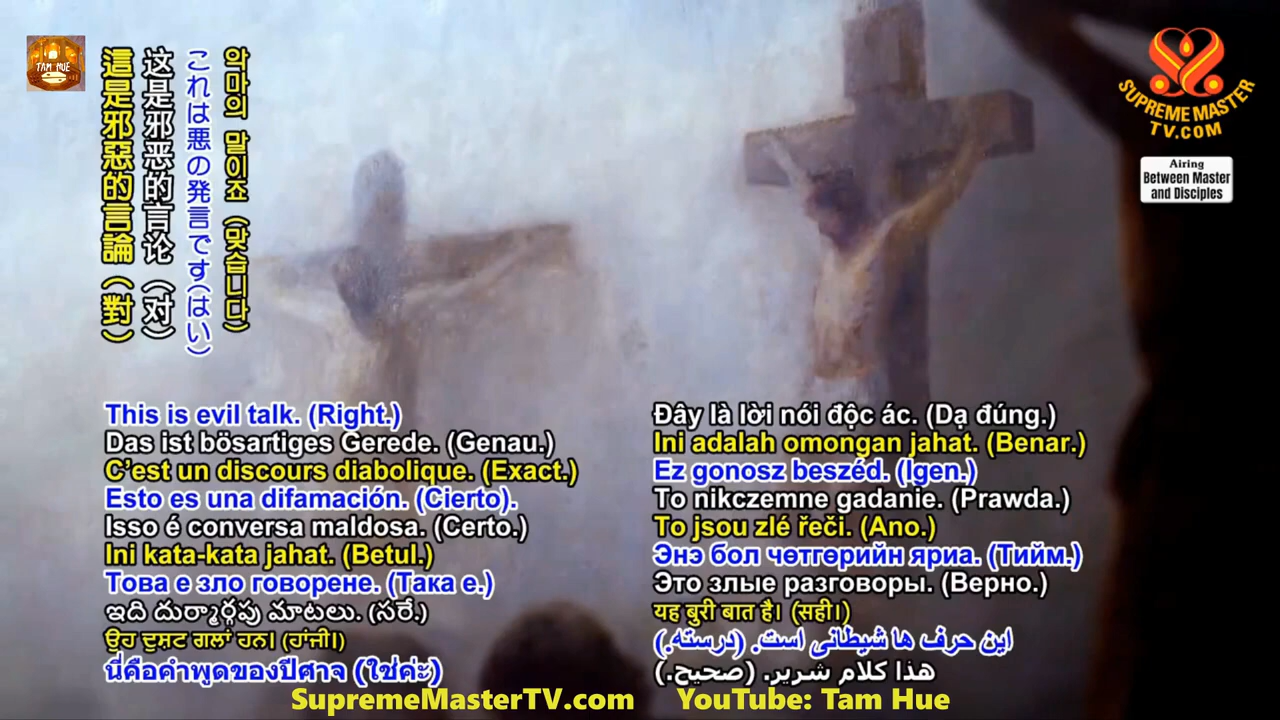 TAM HUE
這是邪惡的言論（對）
这是邪恶的言论（对）
これは悪の発言です(はい)
악마의 말이죠 (맞습니다)
SUPREME MASTER
TV.COM
Airing
Between Master
and Disciples
This is evil talk. (Right.)
Das ist bösartiges Gerede. (Genau.)
C’est un discours diabolique. (Exact.)
Esto es una difamación. (Cierto).
Isso é conversa maldosa. (Certo.)
Ini kata-kata jahat. (Betul.)
Това е зло говорене. (Така е.)
ఇది దుర్మార్గపు మాటలు. (సరే.)
ਉਹ ਦੁਸ਼ਟ ਗਲਾਂ ਹਨ। (ਹਾਂਜੀ।)
นี่คือคำพูดของปีศาจ (ใช่ค่ะ)
Đây là lời nói độc ác. (Dạ đúng.)
Ini adalah omongan jahat. (Benar.)
Ez gonosz beszéd. (Igen.)
To nikczemne gadanie. (Prawda.)
To jsou zlé řeči. (Ano.)
Энэ бол чөтгөрийн яриа. (Тийм.)
Это злые разговоры. (Верно.)
यह बुरी बात है। (सही।)
این حرف ها شیطانی است. (درسته.)
هذا كلام شرير. (صحيح.)
SupremeMasterTV.com
YouTube: Tam Hue